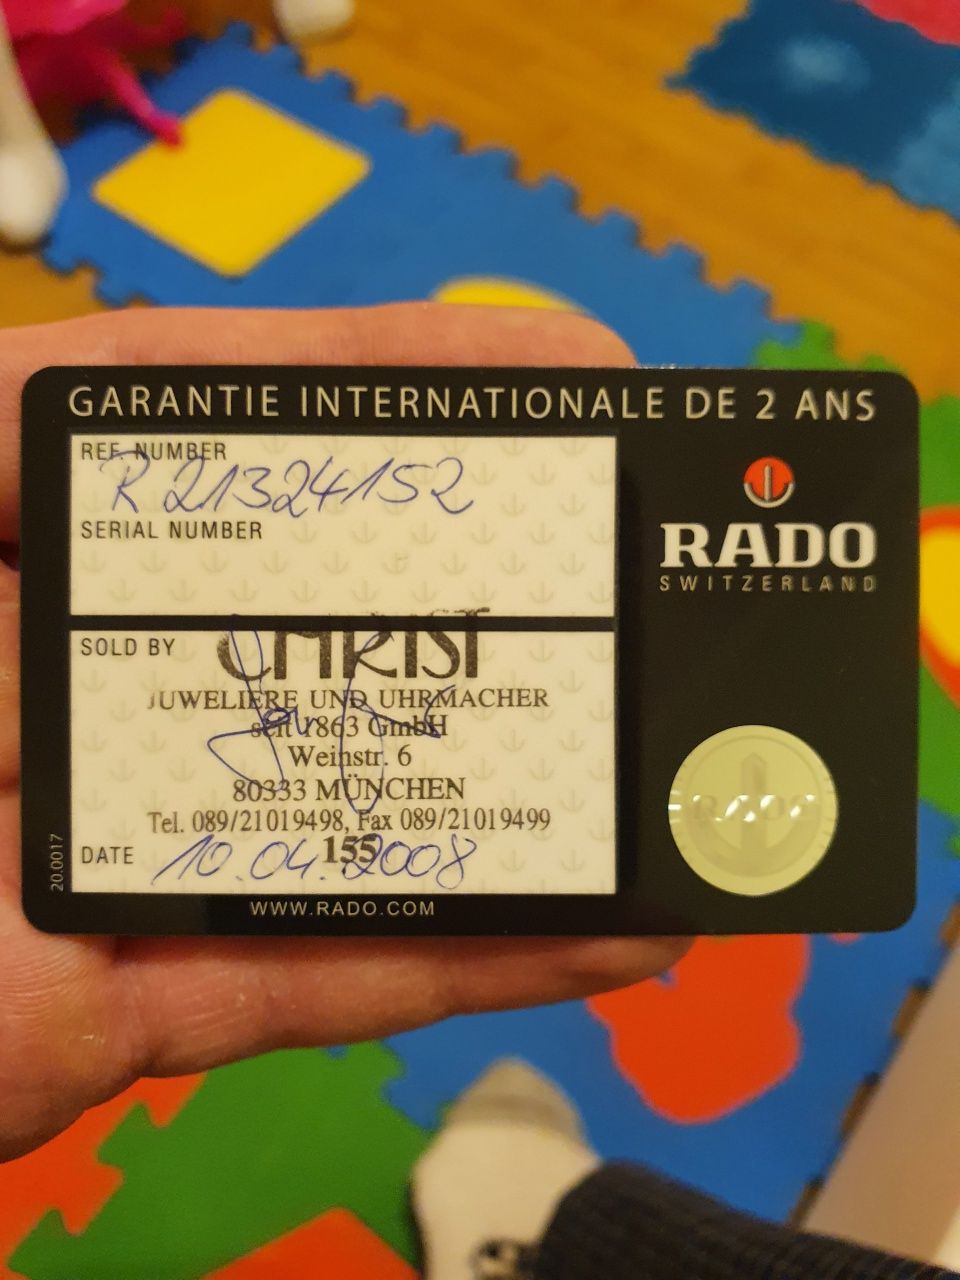 GARANTIE INTERNATIONALE DE 2 ANS
REF. NUMBER
R 21324152
SERIAL NUMBER
RADO
SWITZERLAND
SOLD BY
CHRIST
JUWELIERE UND UHRMACHER
seit 1863 GmbH
Weinstr. 6
80333 MÜNCHEN
Tel. 089/21019498, Fax 089/21019499
155
DATE 10.04.2008
RADO
20.0017
WWW.RADO.COM